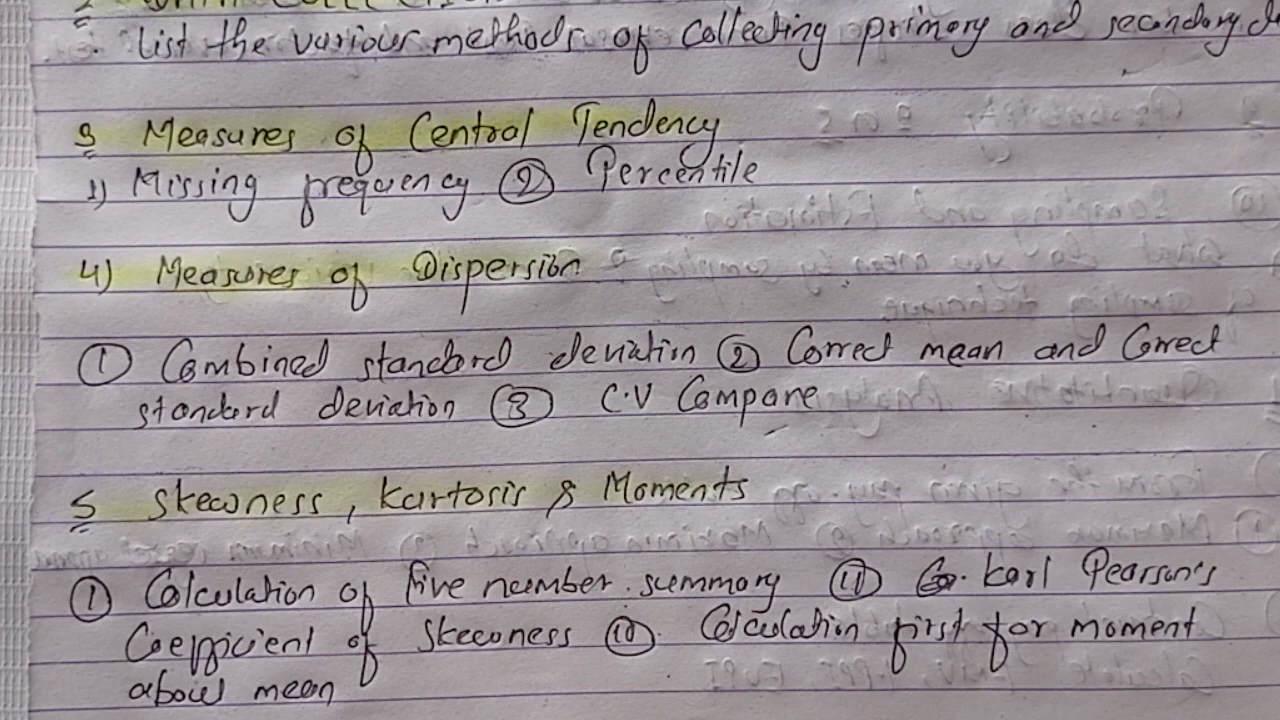 List the various methods of collecting primary and secondary
3 Measures of Central Tendency
1) Missing frequency ② Percentile
4) Measures of Dispersion
① Combined standard deviation ② Correct mean and Correct
standard deviation ③ C.V Compare
5 Skewness, kurtosis & Moments
① Calculation of five number summary ⑪ Karl Pearson's
Coefficient of Skewness ⑩ Calculation first for moment
about mean